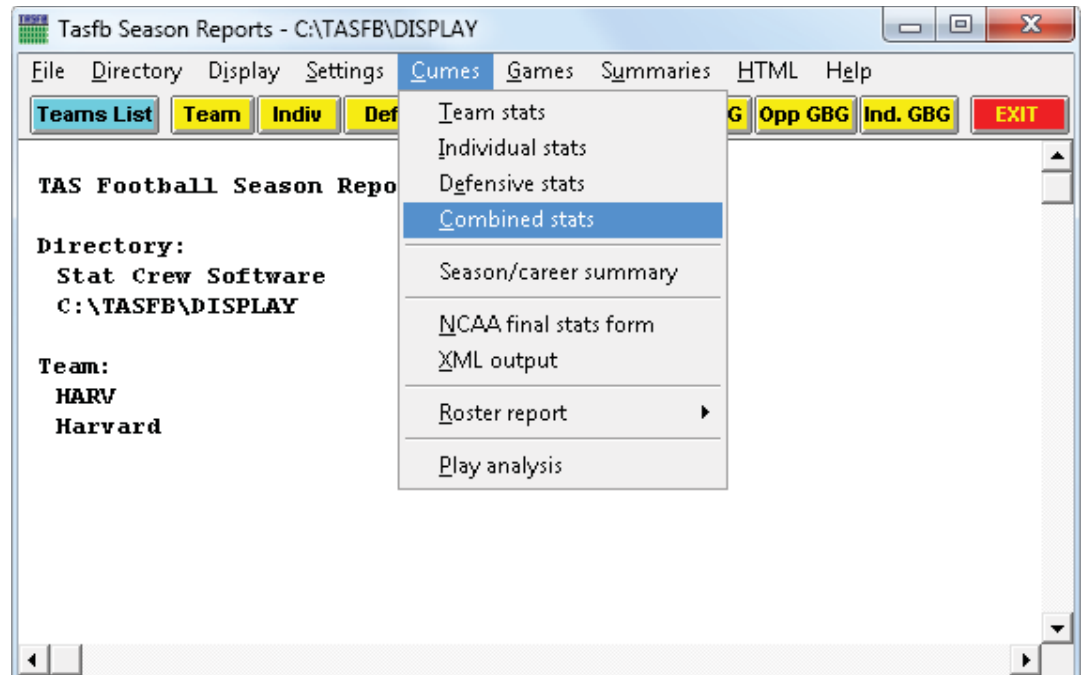 Tasfb Season Reports - C:\TASFB\DISPLAY
File Directory Display Settings Cumes Games Summaries HTML Help
Teams List Team Indiv Def G Opp GBG Ind. GBG EXIT
Team stats
Individual stats
Defensive stats
Combined stats
Season/career summary
NCAA final stats form
XML output
Roster report
Play analysis
TAS Football Season Repo
Directory:
Stat Crew Software
C:\TASFB\DISPLAY
Team:
HARV
Harvard